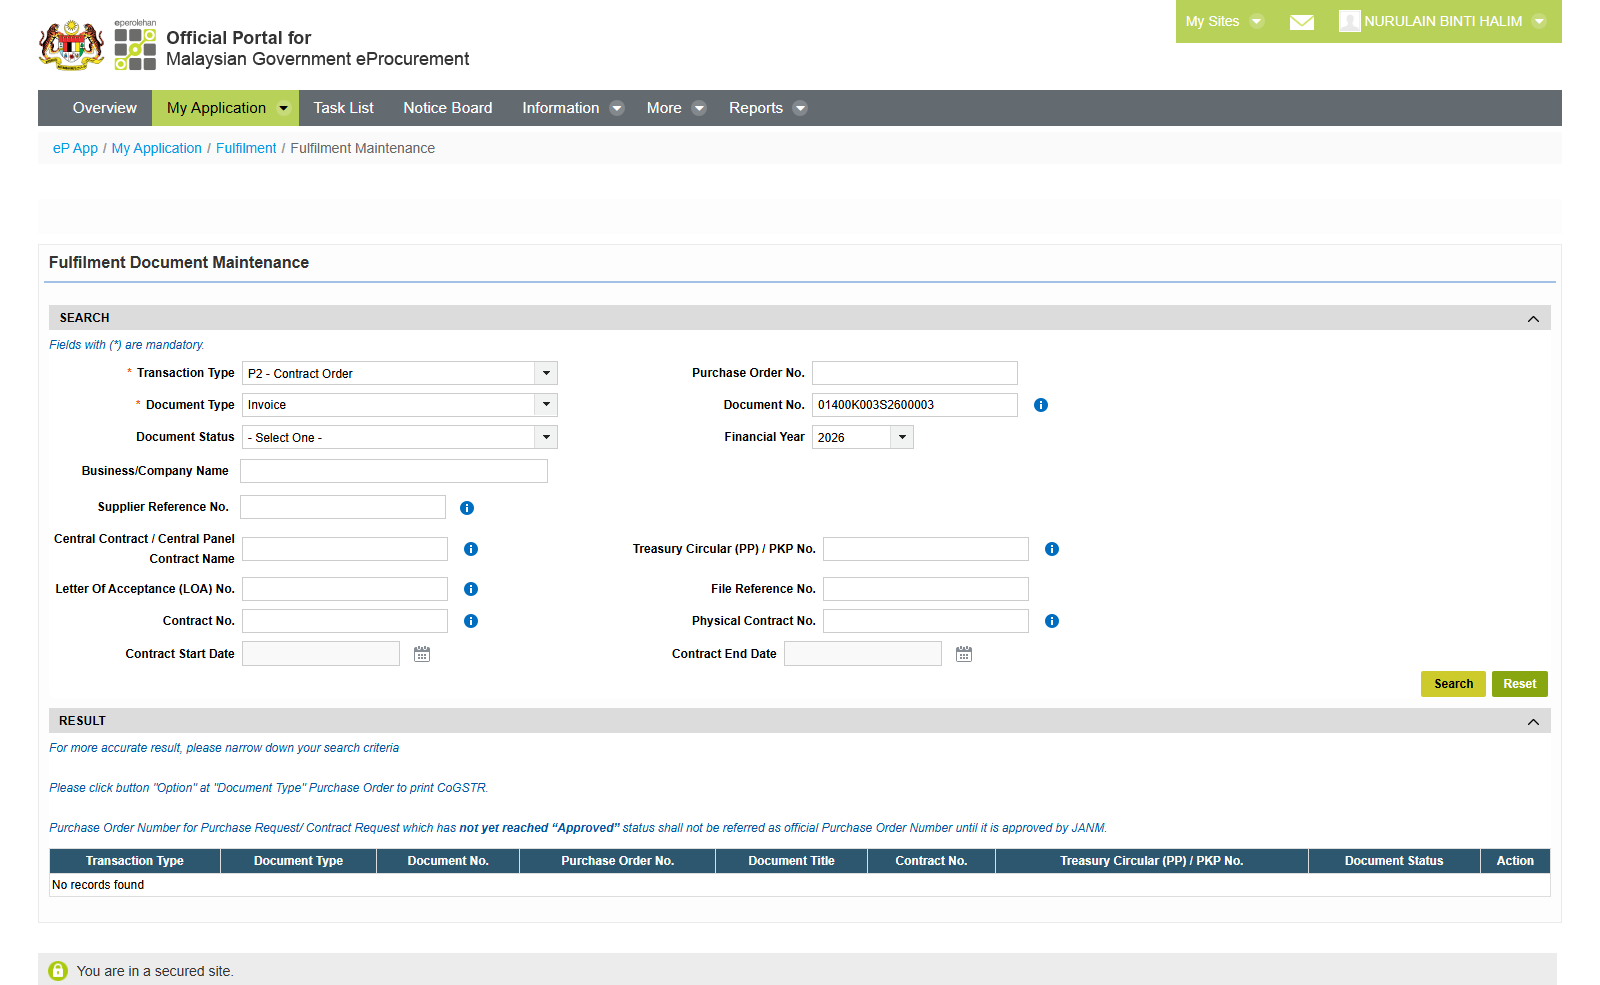 My Sites
NURULAIN BINTI HALIM
eperolehan
Official Portal for
Malaysian Government eProcurement
Overview
My Application
Task List
Notice Board
Information
More
Reports
eP App / My Application / Fulfilment / Fulfilment Maintenance
Fulfilment Document Maintenance
SEARCH
Fields with (*) are mandatory.
* Transaction Type P2 - Contract Order Purchase Order No.
* Document Type Invoice Document No. 01400K003S2600003
Document Status - Select One - Financial Year 2026
Business/Company Name
Supplier Reference No.
Central Contract / Central Panel
Contract Name Treasury Circular (PP) / PKP No.
Letter Of Acceptance (LOA) No. File Reference No.
Contract No. Physical Contract No.
Contract Start Date Contract End Date
Search Reset
RESULT
For more accurate result, please narrow down your search criteria
Please click button "Option" at "Document Type" Purchase Order to print CoGSTR.
Purchase Order Number for Purchase Request/ Contract Request which has not yet reached “Approved” status shall not be referred as official Purchase Order Number until it is approved by JANM.
Transaction Type Document Type Document No. Purchase Order No. Document Title Contract No. Treasury Circular (PP) / PKP No. Document Status Action
No records found
You are in a secured site.